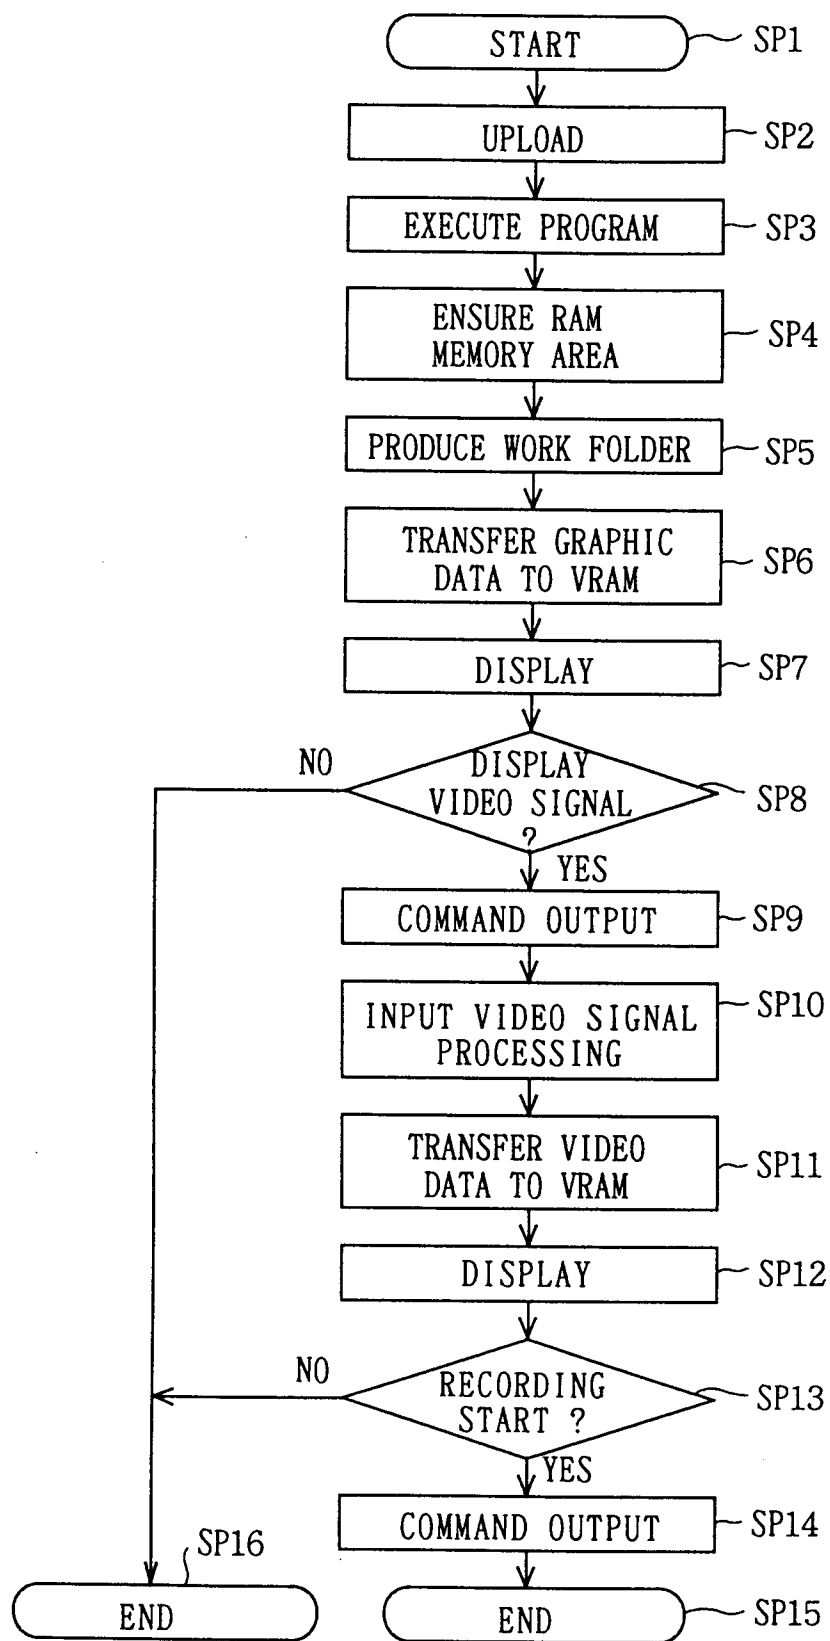 START
SP1
UPLOAD
SP2
EXECUTE PROGRAM
SP3
ENSURE RAM
MEMORY AREA
SP4
PRODUCE WORK FOLDER
SP5
TRANSFER GRAPHIC
DATA TO VRAM
SP6
DISPLAY
SP7
NO
DISPLAY
VIDEO SIGNAL
?
SP8
YES
COMMAND OUTPUT
SP9
INPUT VIDEO SIGNAL
PROCESSING
SP10
TRANSFER VIDEO
DATA TO VRAM
SP11
DISPLAY
SP12
NO
RECORDING
START ?
SP13
YES
COMMAND OUTPUT
SP14
SP16
END
END
SP15